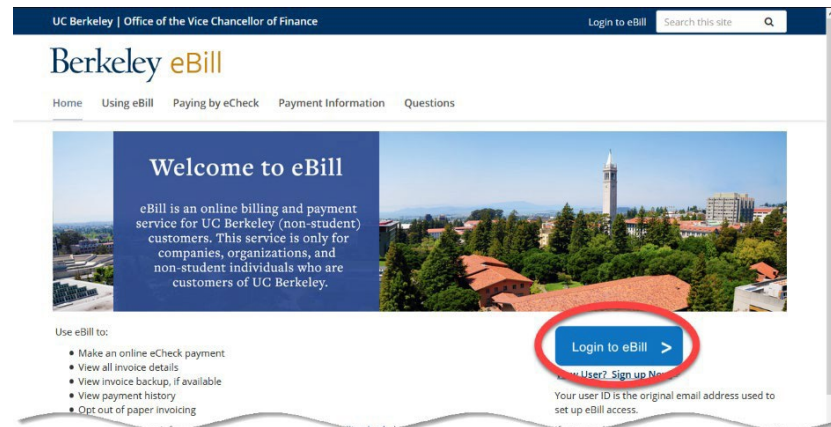 UC Berkeley | Office of the Vice Chancellor of Finance
Login to eBill
Search this site
Berkeley eBill
Home
Using eBill
Paying by eCheck
Payment Information
Questions
Welcome to eBill
eBill is an online billing and payment
service for UC Berkeley (non-student)
customers. This service is only for
companies, organizations, and
non-student individuals who are
customers of UC Berkeley.
Use eBill to:
• Make an online eCheck payment
• View all invoice details
• View invoice backup, if available
• View payment history
• Opt out of paper invoicing
Login to eBill >
User? Sign up
Your user ID is the original email address used to
set up eBill access.